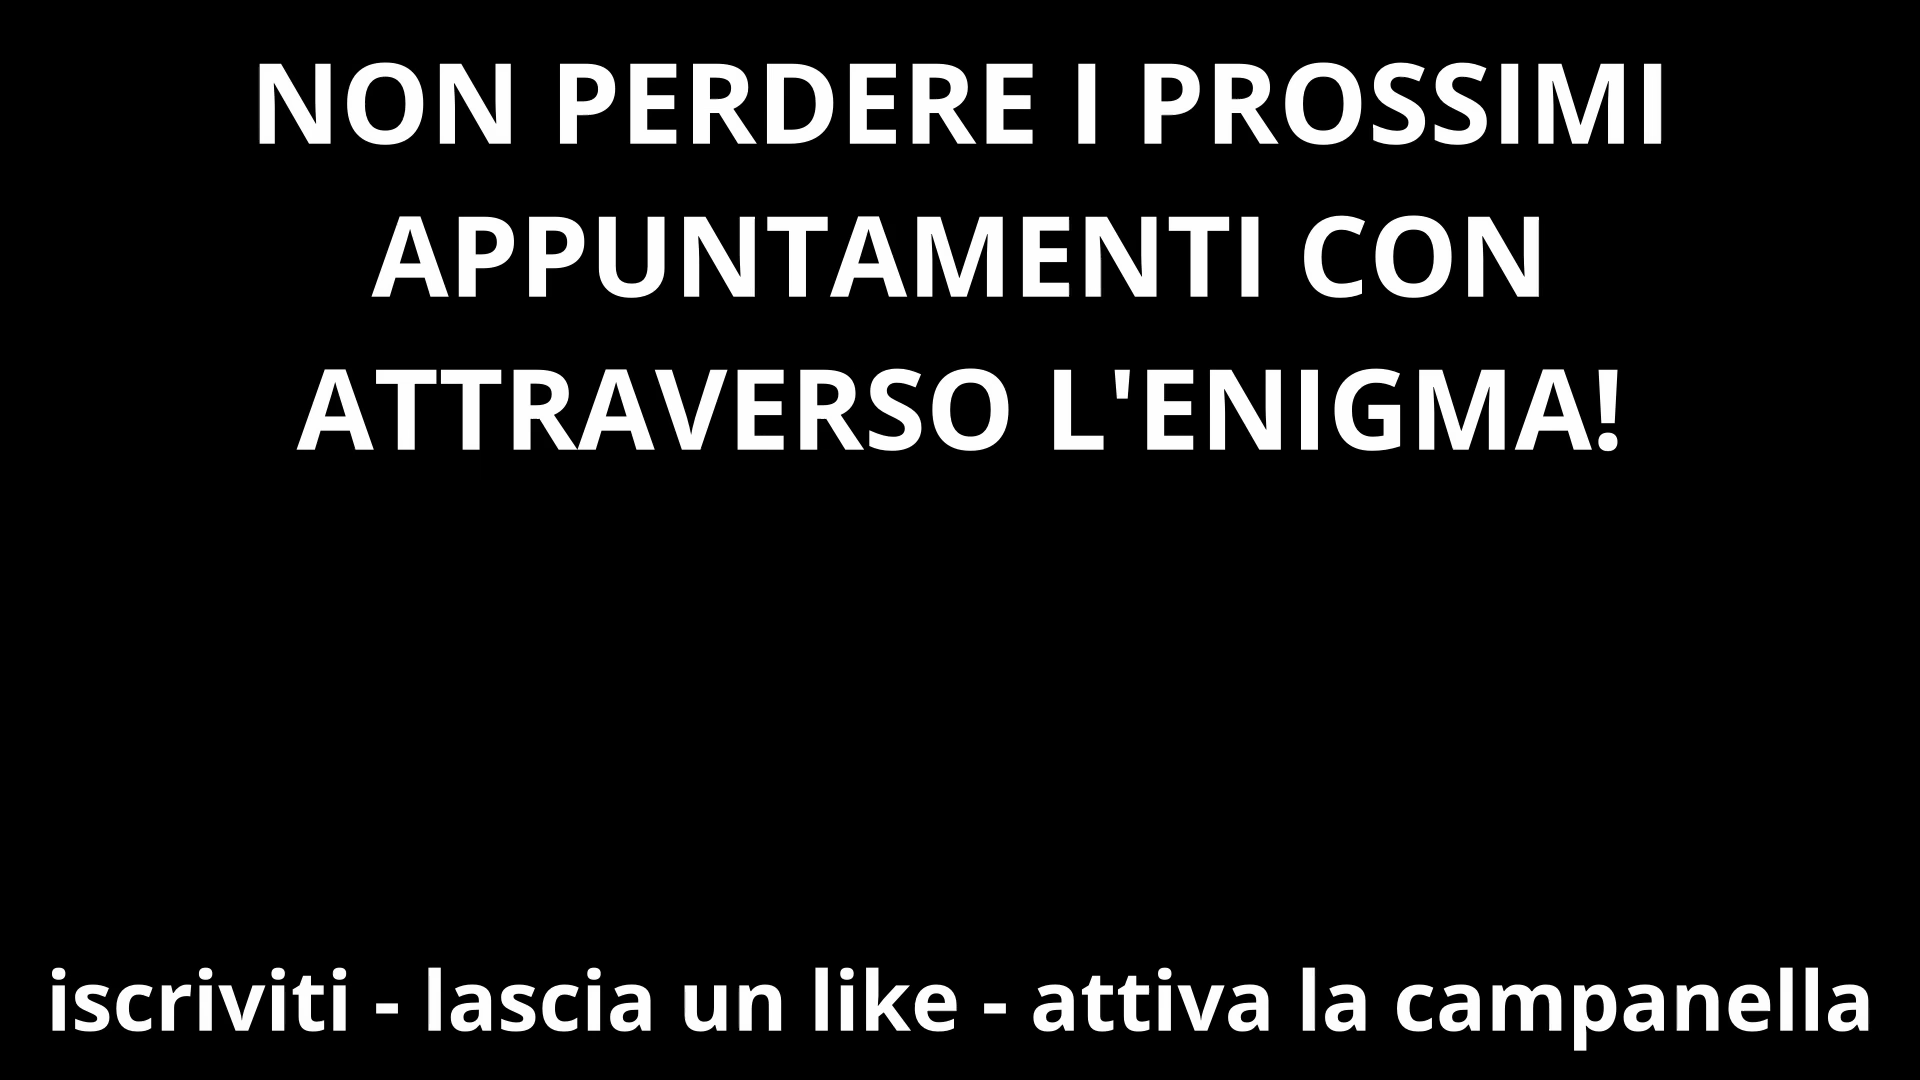 NON PERDERE I PROSSIMI
APPUNTAMENTI CON
ATTRAVERSO L'ENIGMA!
iscriviti - lascia un like - attiva la campanella